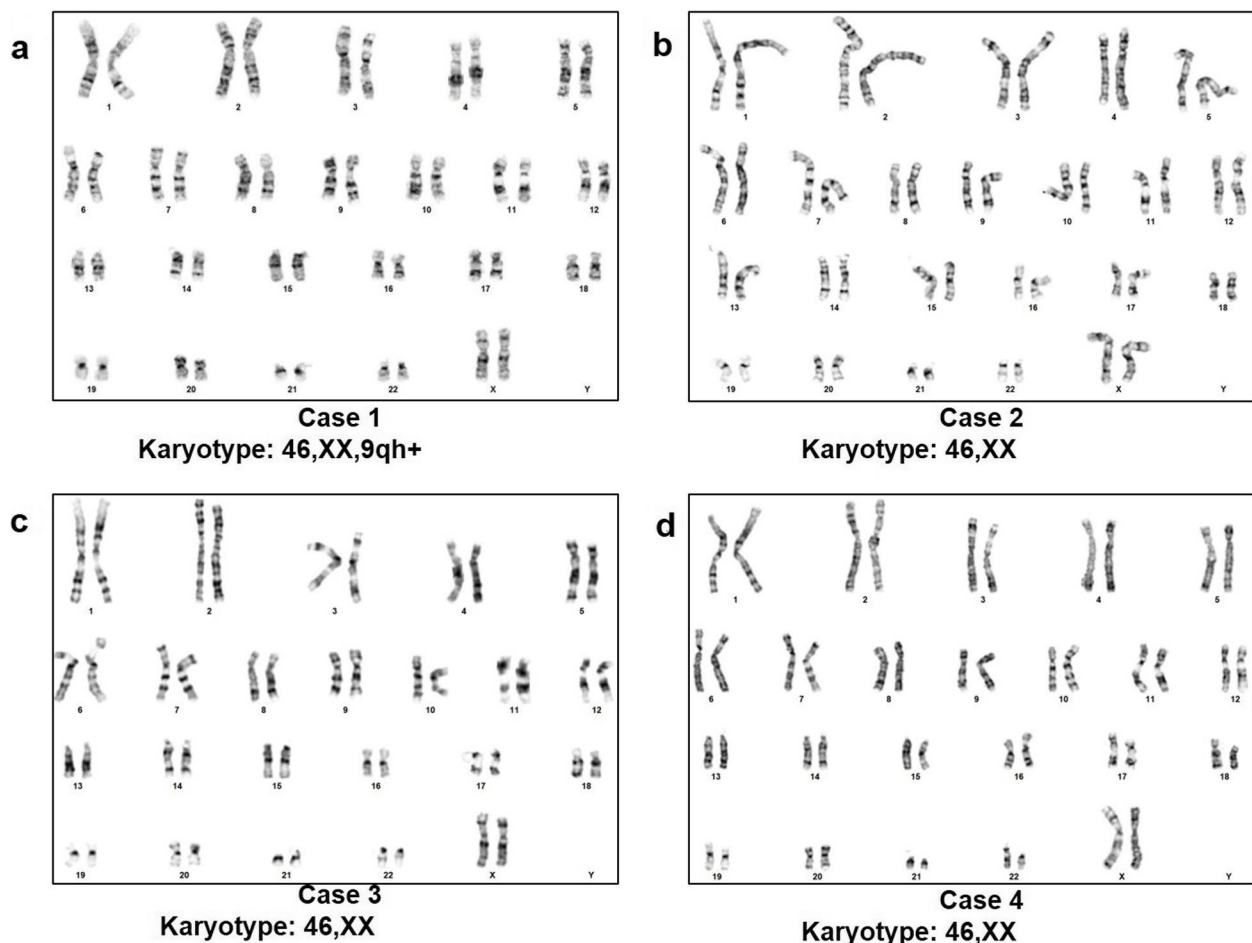 a
1 2 3 4 5
6 7 8 9 10 11 12
13 14 15 16 17 18
19 20 21 22 X Y
Case 1
Karyotype: 46,XX,9qh+
b
1 2 3 4 5
6 7 8 9 10 11 12
13 14 15 16 17 18
19 20 21 22 X Y
Case 2
Karyotype: 46,XX
c
1 2 3 4 5
6 7 8 9 10 11 12
13 14 15 16 17 18
19 20 21 22 X Y
Case 3
Karyotype: 46,XX
d
1 2 3 4 5
6 7 8 9 10 11 12
13 14 15 16 17 18
19 20 21 22 X Y
Case 4
Karyotype: 46,XX